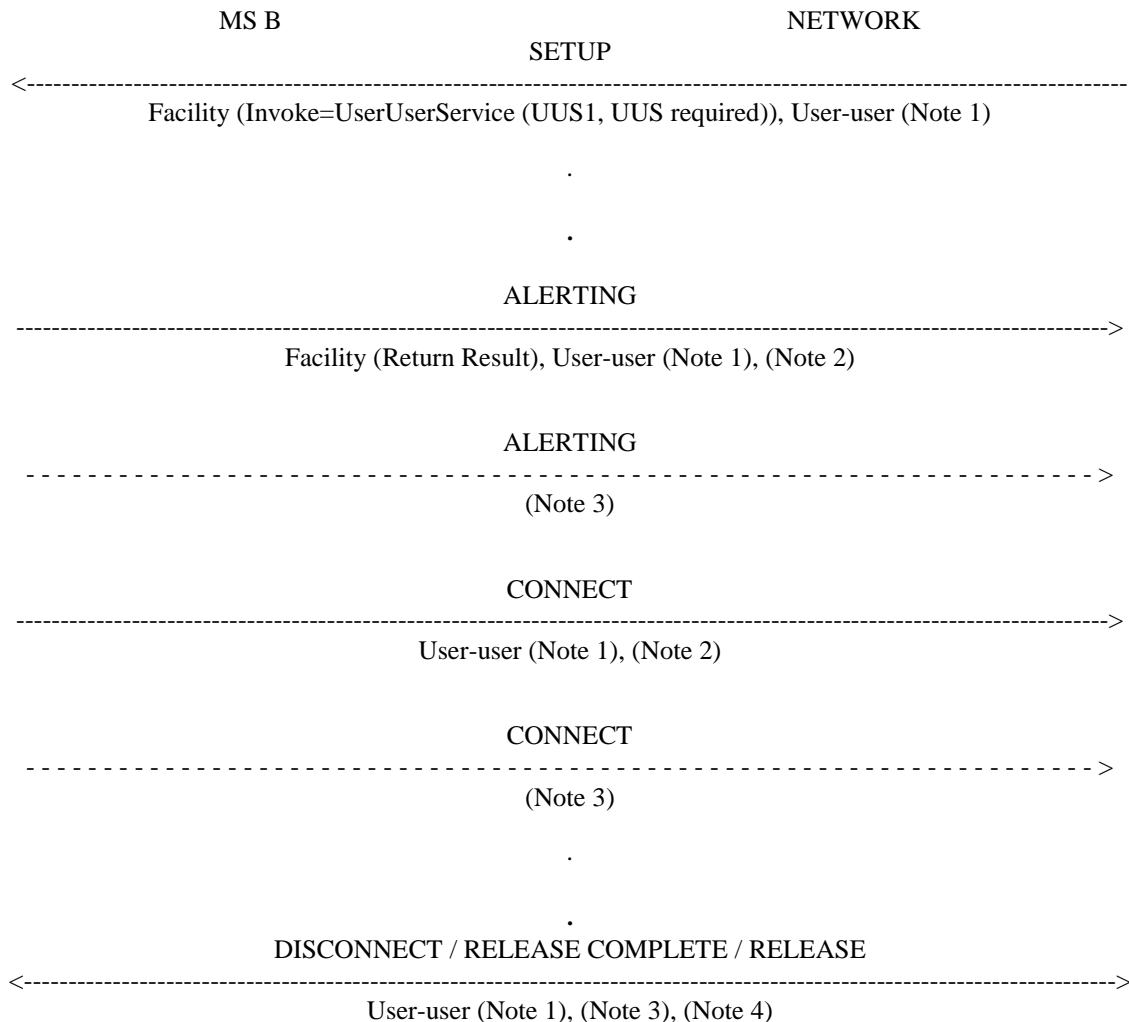 MS B NETWORK
SETUP
<------------------------------------------------------------------------------------------------------------------------------
Facility (Invoke=UserUserService (UUS1, UUS required)), User-user (Note 1)
.
.
ALERTING
----------------------------------------------------------------------------------------------------------------------------->
Facility (Return Result), User-user (Note 1), (Note 2)
ALERTING
- - - - - - - - - - - - - - - - - - - - - - - - - - - - - - - - - - - - - - - - - - - - - - - - - - - - - - - - - - - - - - - - - - - - - >
(Note 3)
CONNECT
----------------------------------------------------------------------------------------------------------------------------->
User-user (Note 1), (Note 2)
CONNECT
- - - - - - - - - - - - - - - - - - - - - - - - - - - - - - - - - - - - - - - - - - - - - - - - - - - - - - - - - - - - - - - - - - - - - >
(Note 3)
.
.
DISCONNECT / RELEASE COMPLETE / RELEASE
<---------------------------------------------------------------------------------------------------------------------------->
User-user (Note 1), (Note 3), (Note 4)